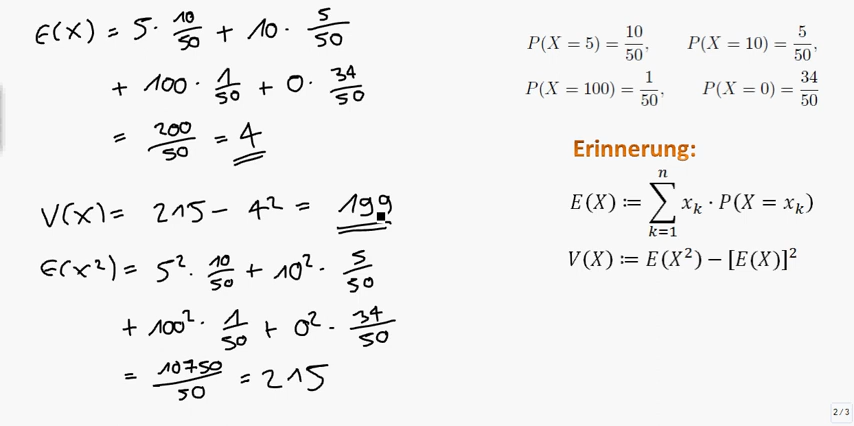 E(X) = 5 · 10/50 + 10 · 5/50
+ 100 · 1/50 + 0 · 34/50
= 200/50 = 4
V(X) = 215 − 4² = 199
E(X²) = 5² · 10/50 + 10² · 5/50
+ 100² · 1/50 + 0² · 34/50
= 10750/50 = 215
P(X = 5) = 10/50, P(X = 10) = 5/50,
P(X = 100) = 1/50, P(X = 0) = 34/50
Erinnerung:
E(X) ≔ ∑_{k=1}^{n} x_k · P(X = x_k)
V(X) ≔ E(X²) − [E(X)]²
2 / 3